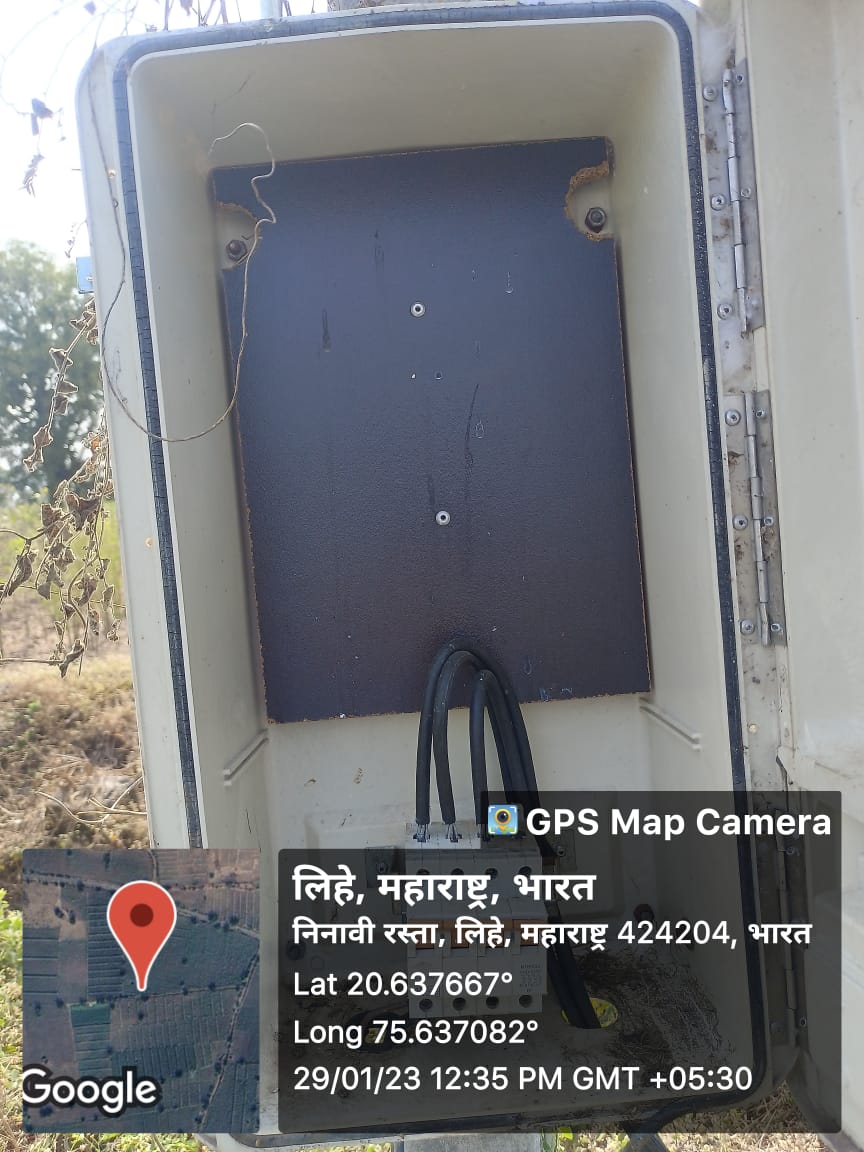 GPS Map Camera
लिहे, महाराष्ट्र, भारत
निनावी रस्ता, लिहे, महाराष्ट्र 424204, भारत
Lat 20.637667°
Long 75.637082°
29/01/23 12:35 PM GMT +05:30
Google